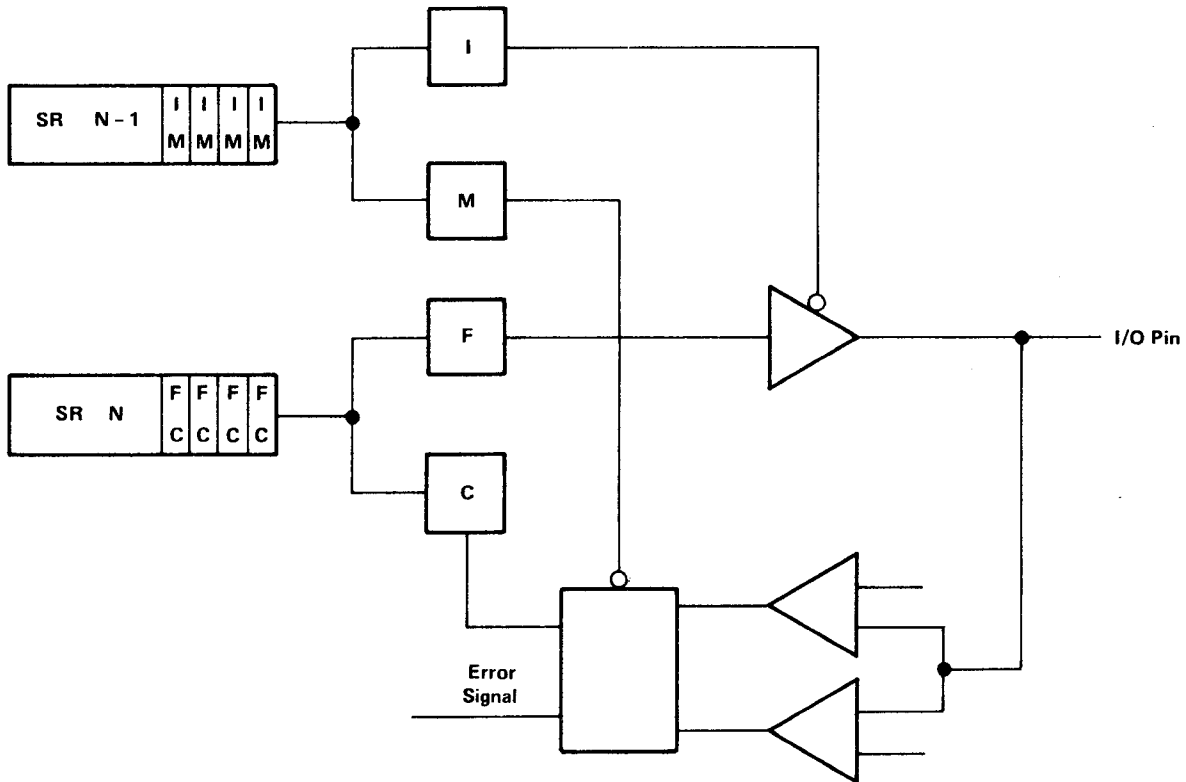 I
SR N-1
I I I I
M M M M
M
F
I/O Pin
SR N
F F F F
C C C C
C
Error
Signal